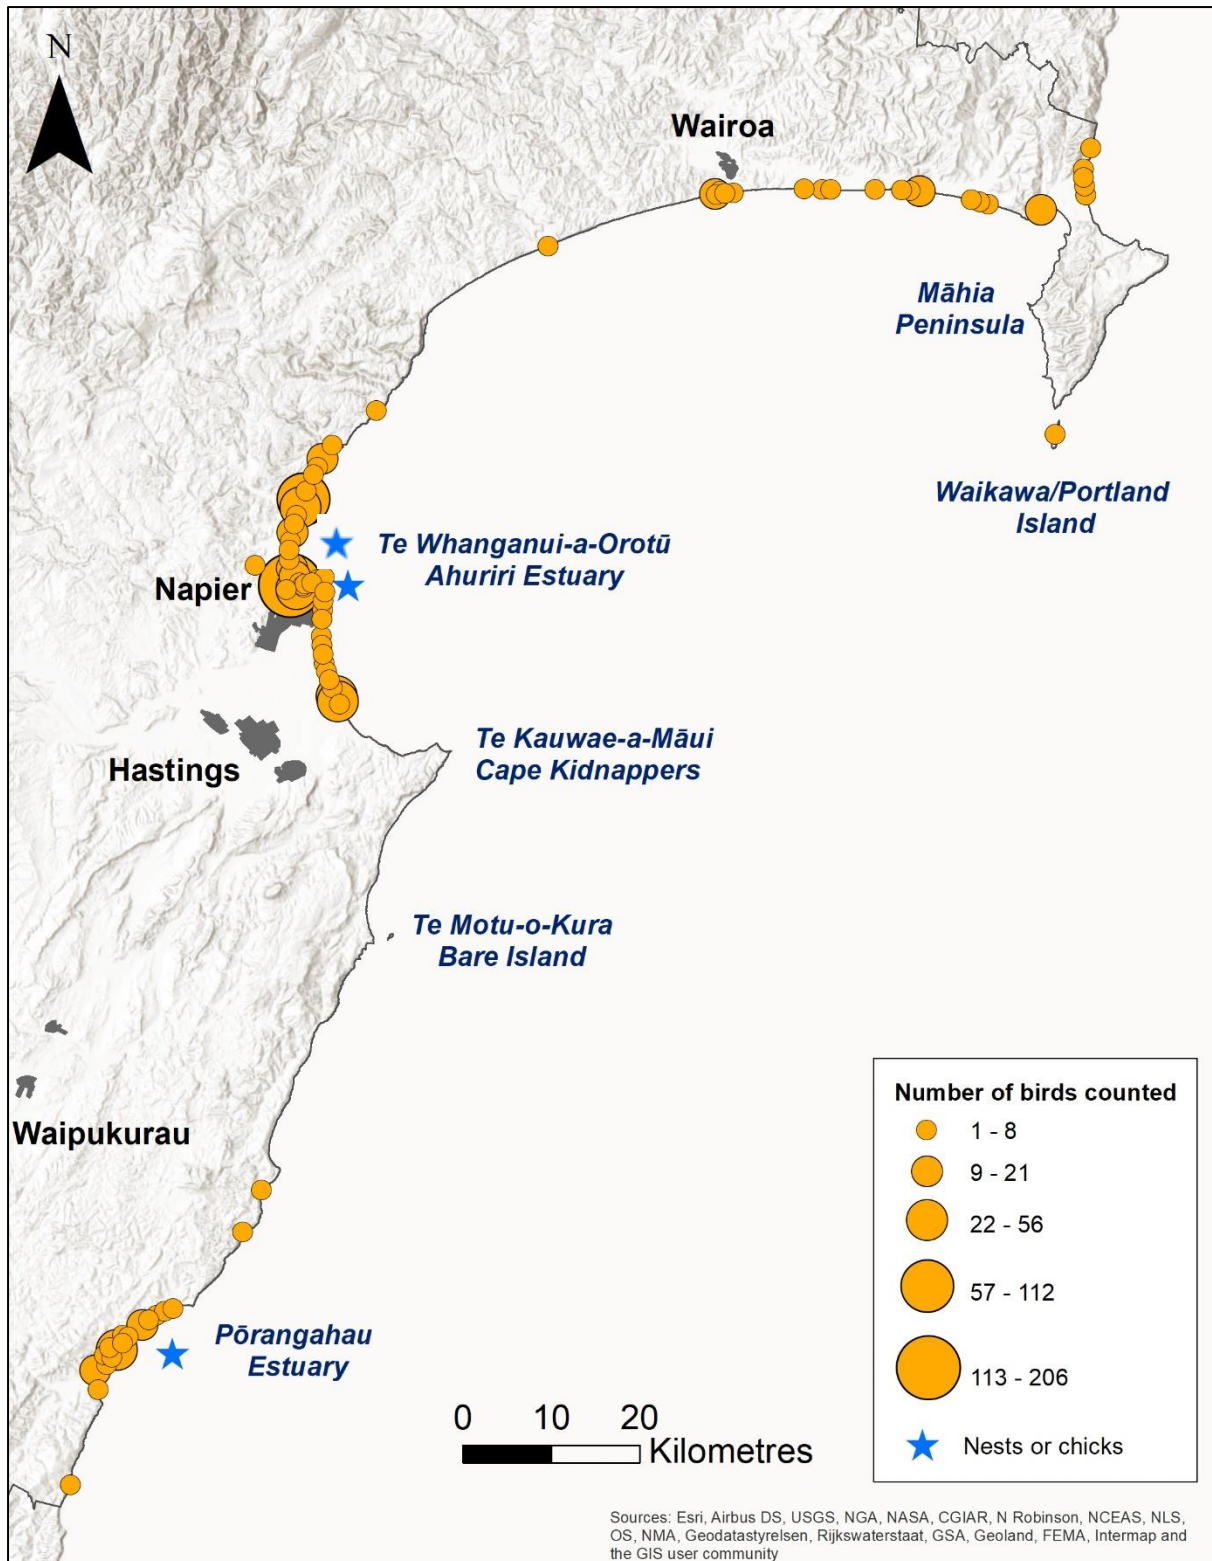 N
Wairoa
Māhia
Peninsula
Waikawa/Portland
Island
Te Whanganui-a-Orotū
Ahuriri Estuary
Napier
Te Kauwae-a-Māui
Cape Kidnappers
Hastings
Te Motu-o-Kura
Bare Island
Waipukurau
Pōrangahau
Estuary
Number of birds counted
1 - 8
9 - 21
22 - 56
57 - 112
113 - 206
Nests or chicks
0 10 20
Kilometres
Sources: Esri, Airbus DS, USGS, NGA, NASA, CGIAR, N Robinson, NCEAS, NLS,
OS, NMA, Geodatastyrelsen, Rijkswaterstaat, GSA, Geoland, FEMA, Intermap and
the GIS user community